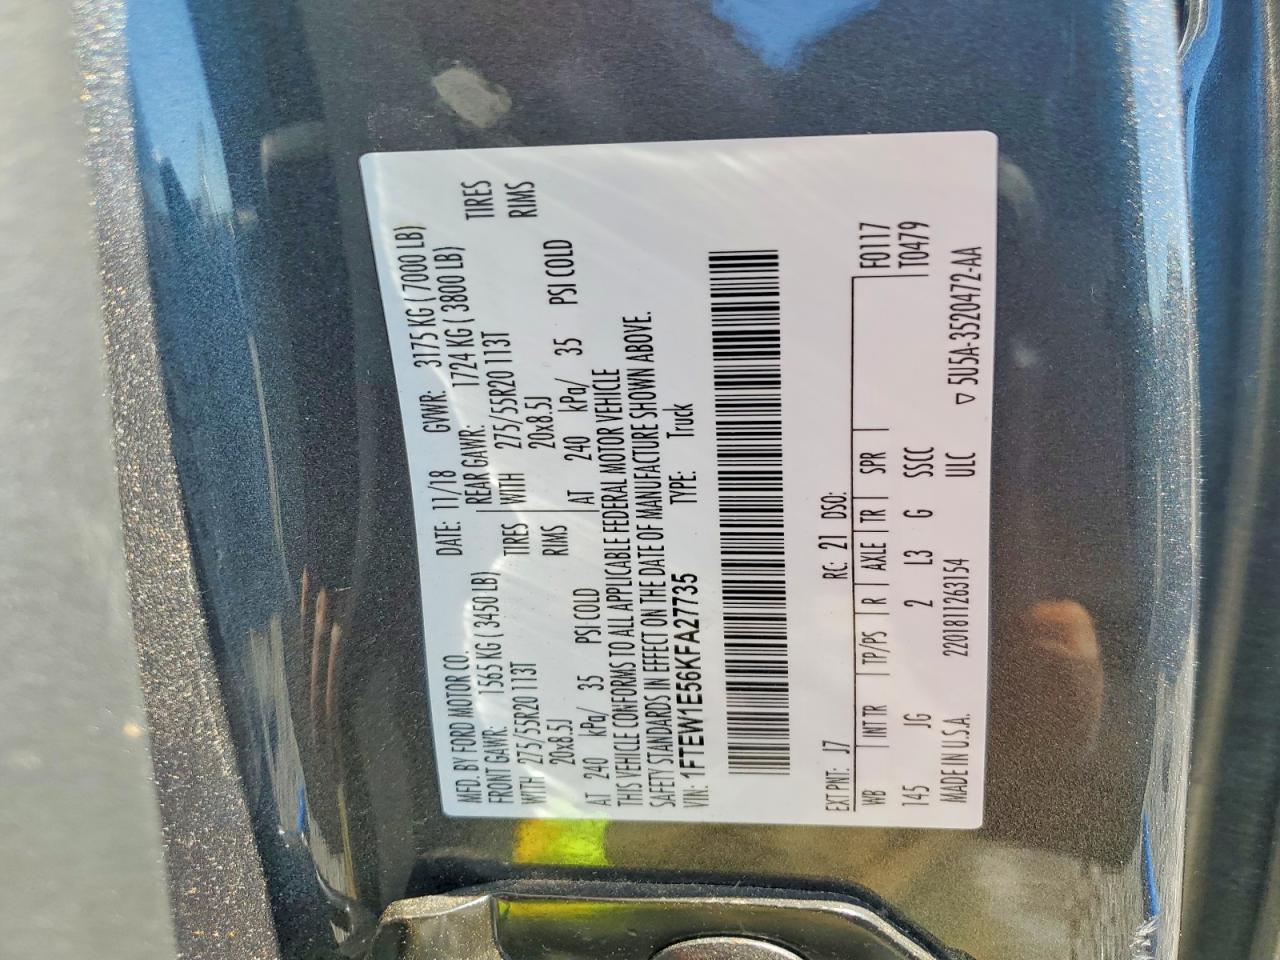 MFD. BY FORD MOTOR CO. DATE: 11/18 GVWR: 3175 KG ( 7000 LB)
FRONT GAWR: 1565 KG ( 3450 LB) REAR GAWR: 1724 KG ( 3800 LB)
WITH 275/55R20 113T TIRES WITH 275/55R20 113T TIRES
20x8.5J RIMS 20x8.5J RIMS
AT 240 kPa/ 35 PSI COLD AT 240 kPa/ 35 PSI COLD
THIS VEHICLE CONFORMS TO ALL APPLICABLE FEDERAL MOTOR VEHICLE
SAFETY STANDARDS IN EFFECT ON THE DATE OF MANUFACTURE SHOWN ABOVE.
VIN: 1FTEW1E56KFA27735 TYPE: Truck
EXT PNT: J7 RC: 21 DSO: F0117
WB INT TR TP/PS R AXLE TR SPR T0479
145 JG 2 L3 G SSCC
MADE IN U.S.A. 22018111263154 ULC ▽ 5U5A-3520472-AA